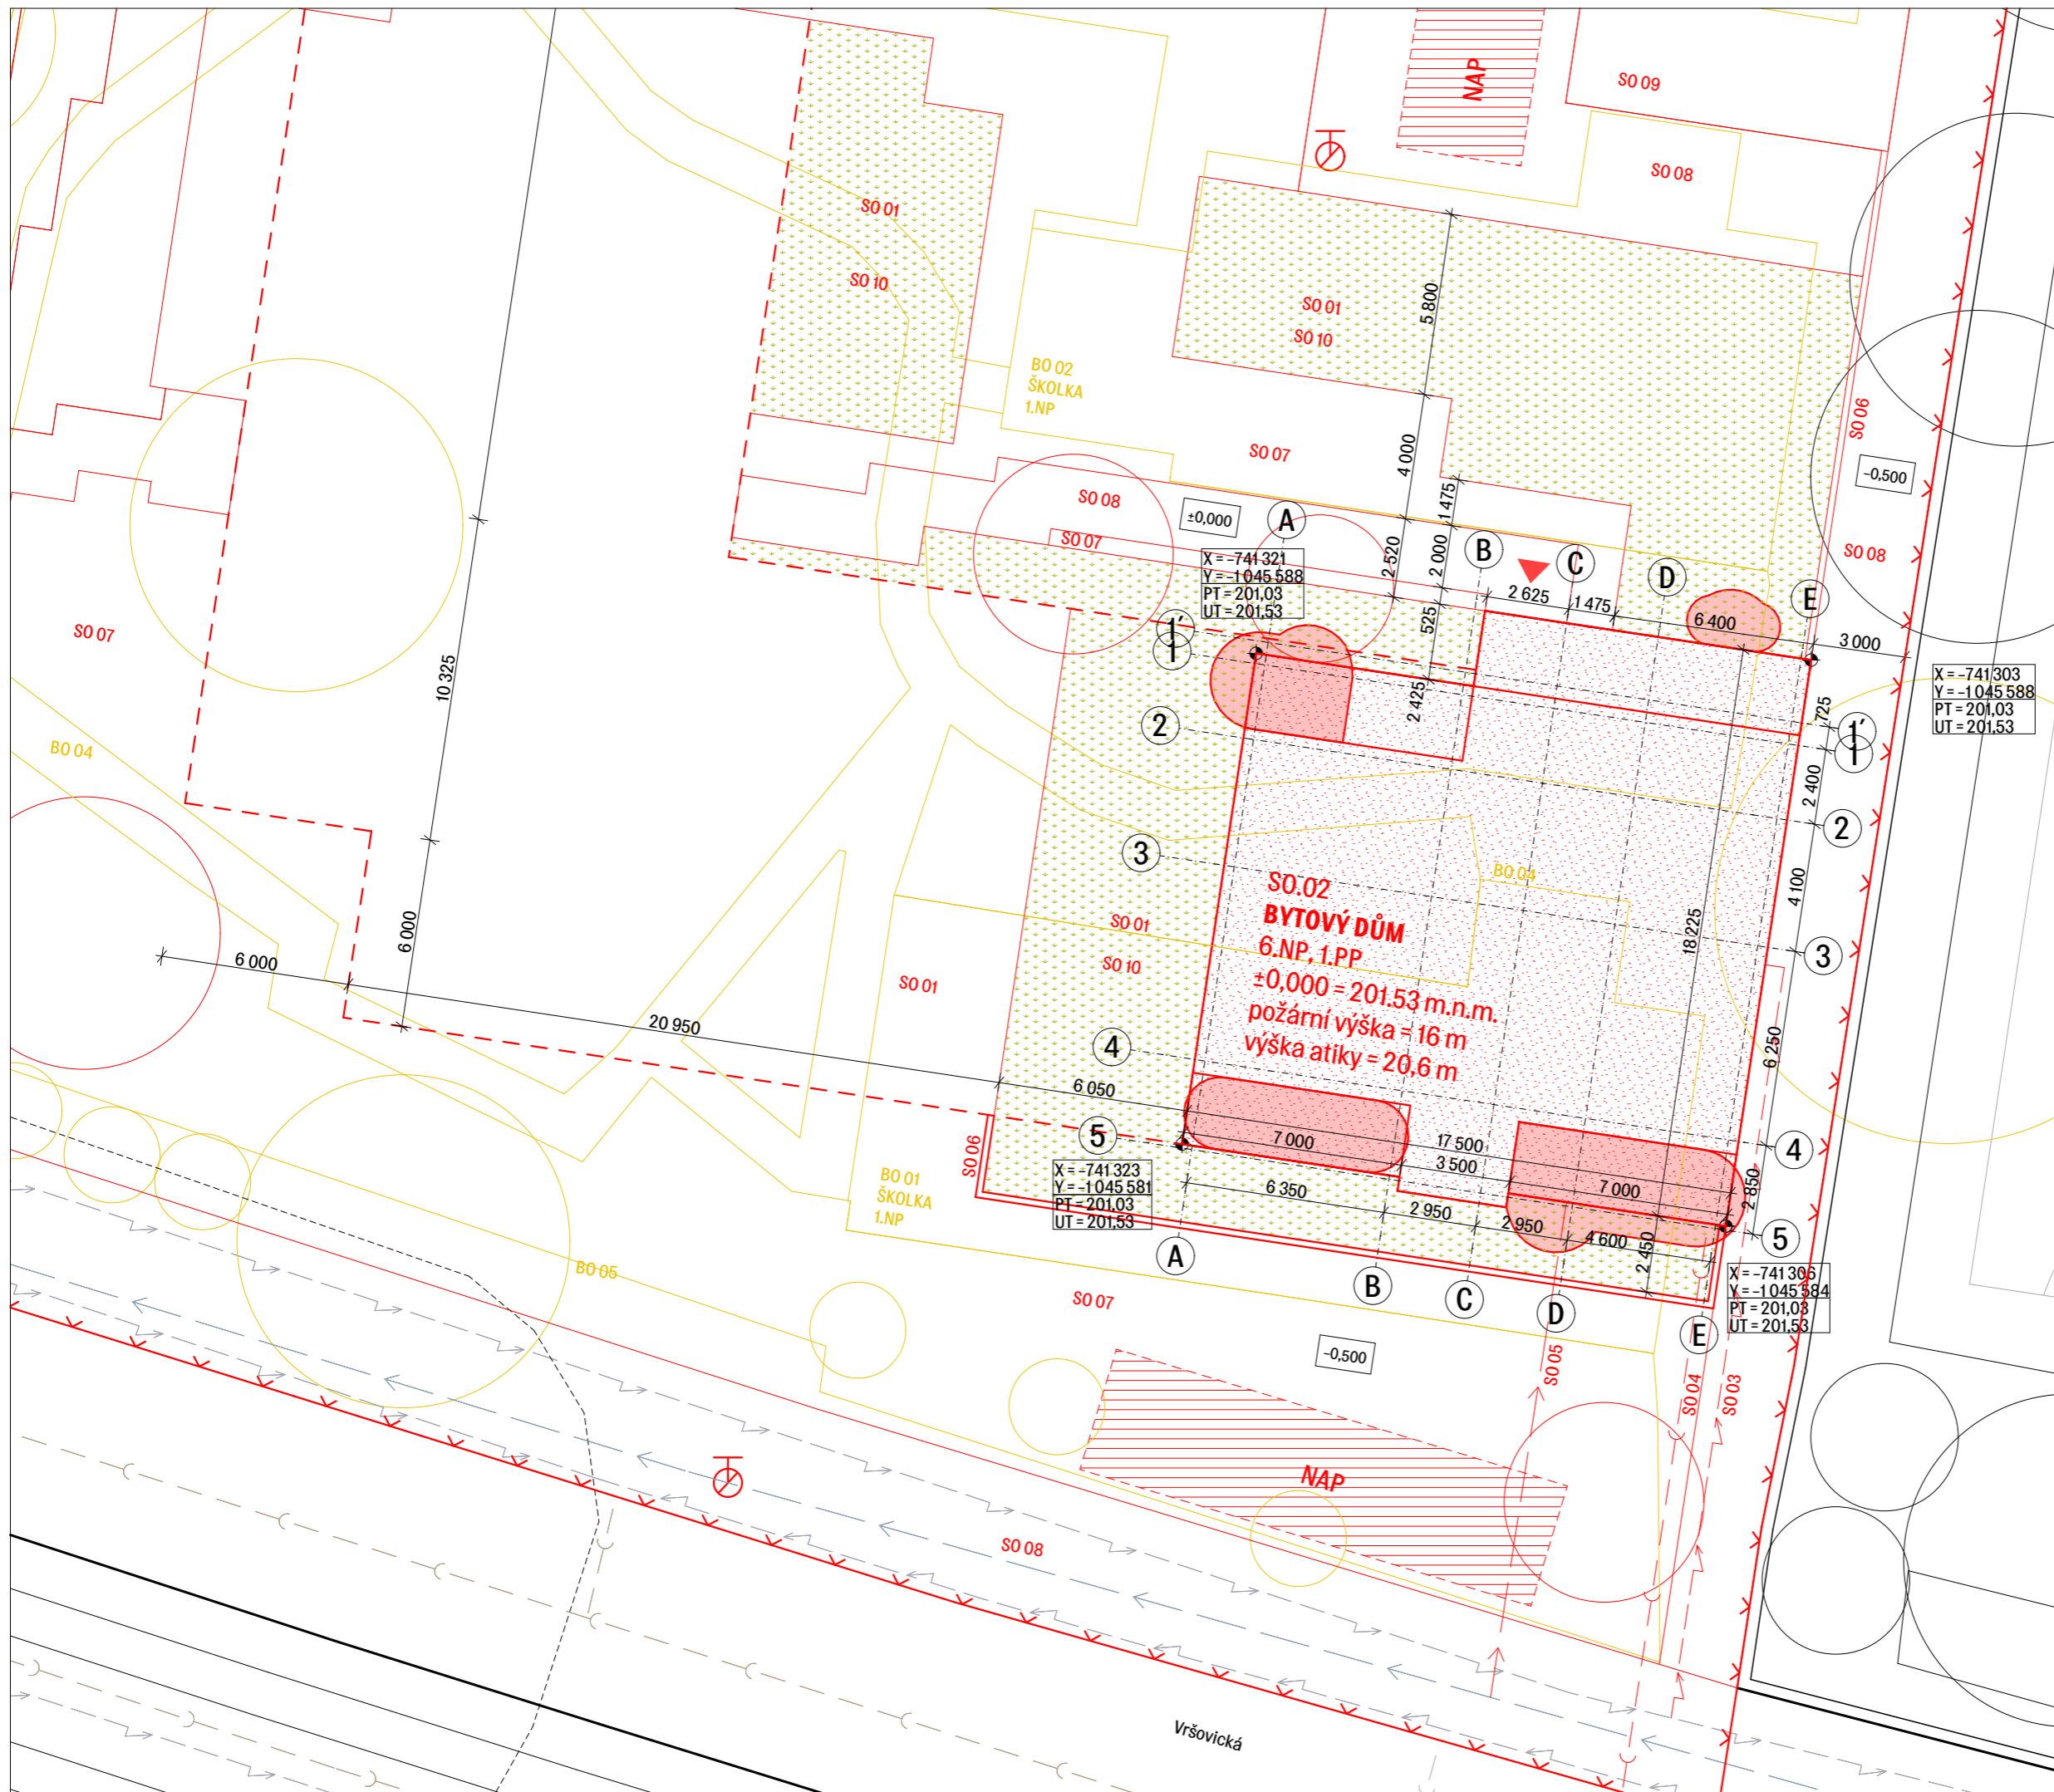 NAP
SO 09
SO 08
SO 01
SO 10
5 800
SO 01
SO 10
BO 02
ŠKOLKA
1.NP
SO 07
4 000
1 475
SO 06
-0,500
SO 08
±0,000
SO 07
A
B
C
D
E
2 520
2 000
525
X = -741 321
Y = -1 045 588
PT = 201,03
UT = 201,53
2 625
1 475
6 400
3 000
SO 08
1´
1
X = -741 303
Y = -1 045 588
PT = 201,03
UT = 201,53
SO 07
10 325
2 425
725
1´
1
2
2 400
2
BO 04
3
4 100
BO 04
SO.02
BYTOVÝ DŮM
6.NP, 1.PP
±0,000 = 201.53 m.n.m.
požární výška = 16 m
výška atiky = 20,6 m
18 225
3
SO 01
SO 10
SO 01
6 000
6 000
20 950
4
6 250
6 050
5
7 000
17 500
3 500
7 000
4
2 850
SO 06
X = -741 323
Y = -1 045 581
PT = 201,03
UT = 201,53
6 350
2 950
2 950
4 600
2 450
5
BO 01
ŠKOLKA
1.NP
A
B
C
D
E
X = -741 306
Y = -1 045 584
PT = 201,03
UT = 201,53
BO 05
SO 07
-0,500
SO 05
SO 04
SO 03
NAP
SO 08
Vršovická